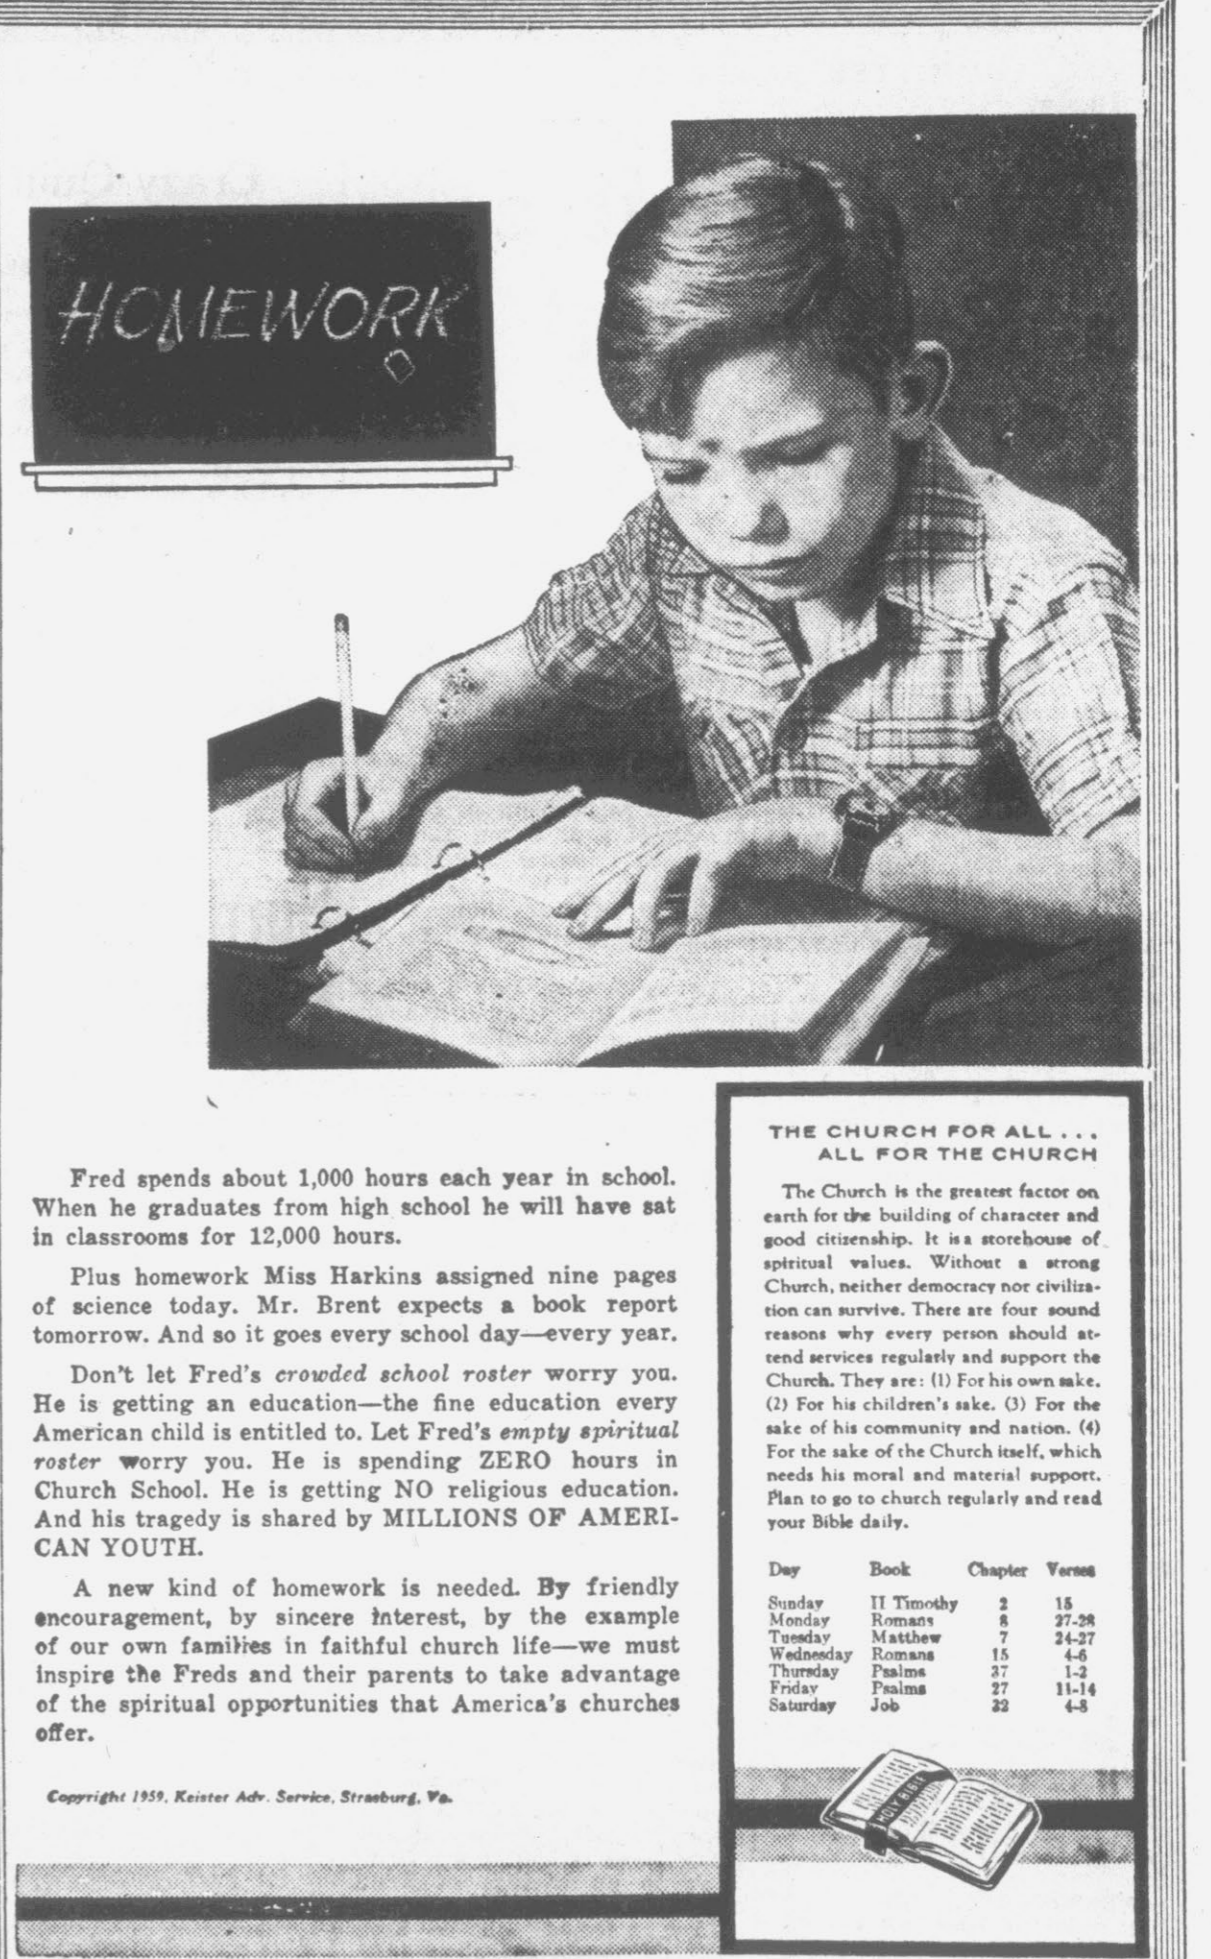 HOMEWORK
Fred spends about 1,000 hours each year in school.
When he graduates from high school he will have sat
in classrooms for 12,000 hours.
Plus homework Miss Harkins assigned nine pages
of science today. Mr. Brent expects a book report
tomorrow. And so it goes every school day—every year.
Don't let Fred's crowded school roster worry you.
He is getting an education—the fine education every
American child is entitled to. Let Fred's empty spiritual
roster worry you. He is spending ZERO hours in
Church School. He is getting NO religious education.
And his tragedy is shared by MILLIONS OF AMERI-
CAN YOUTH.
A new kind of homework is needed. By friendly
encouragement, by sincere interest, by the example
of our own families in faithful church life—we must
inspire the Freds and their parents to take advantage
of the spiritual opportunities that America's churches
offer.
Copyright 1959, Keister Adv. Service, Strasburg, Va.
THE CHURCH FOR ALL . . .
ALL FOR THE CHURCH
The Church is the greatest factor on
earth for the building of character and
good citizenship. It is a storehouse of
spiritual values. Without a strong
Church, neither democracy nor civiliza-
tion can survive. There are four sound
reasons why every person should at-
tend services regularly and support the
Church. They are: (1) For his own sake.
(2) For his children's sake. (3) For the
sake of his community and nation. (4)
For the sake of the Church itself, which
needs his moral and material support.
Plan to go to church regularly and read
your Bible daily.
Day Book Chapter Verses
Sunday II Timothy 2 15
Monday Romans 8 27-28
Tuesday Matthew 7 24-27
Wednesday Romans 15 4-6
Thursday Psalms 37 1-2
Friday Psalms 27 11-14
Saturday Job 32 4-8
HOLY BIBLE